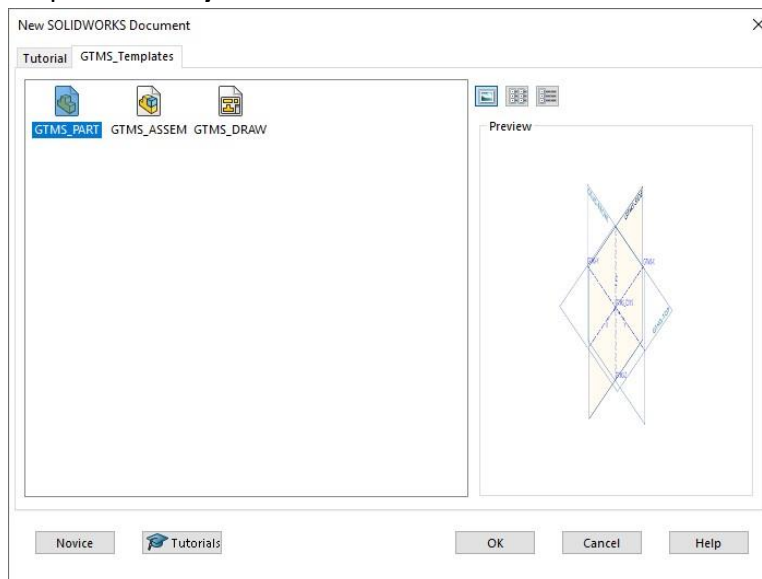 New SOLIDWORKS Document
Tutorial GTMS_Templates
GTMS_PART GTMS_ASSEM GTMS_DRAW
Preview
Novice Tutorials OK Cancel Help